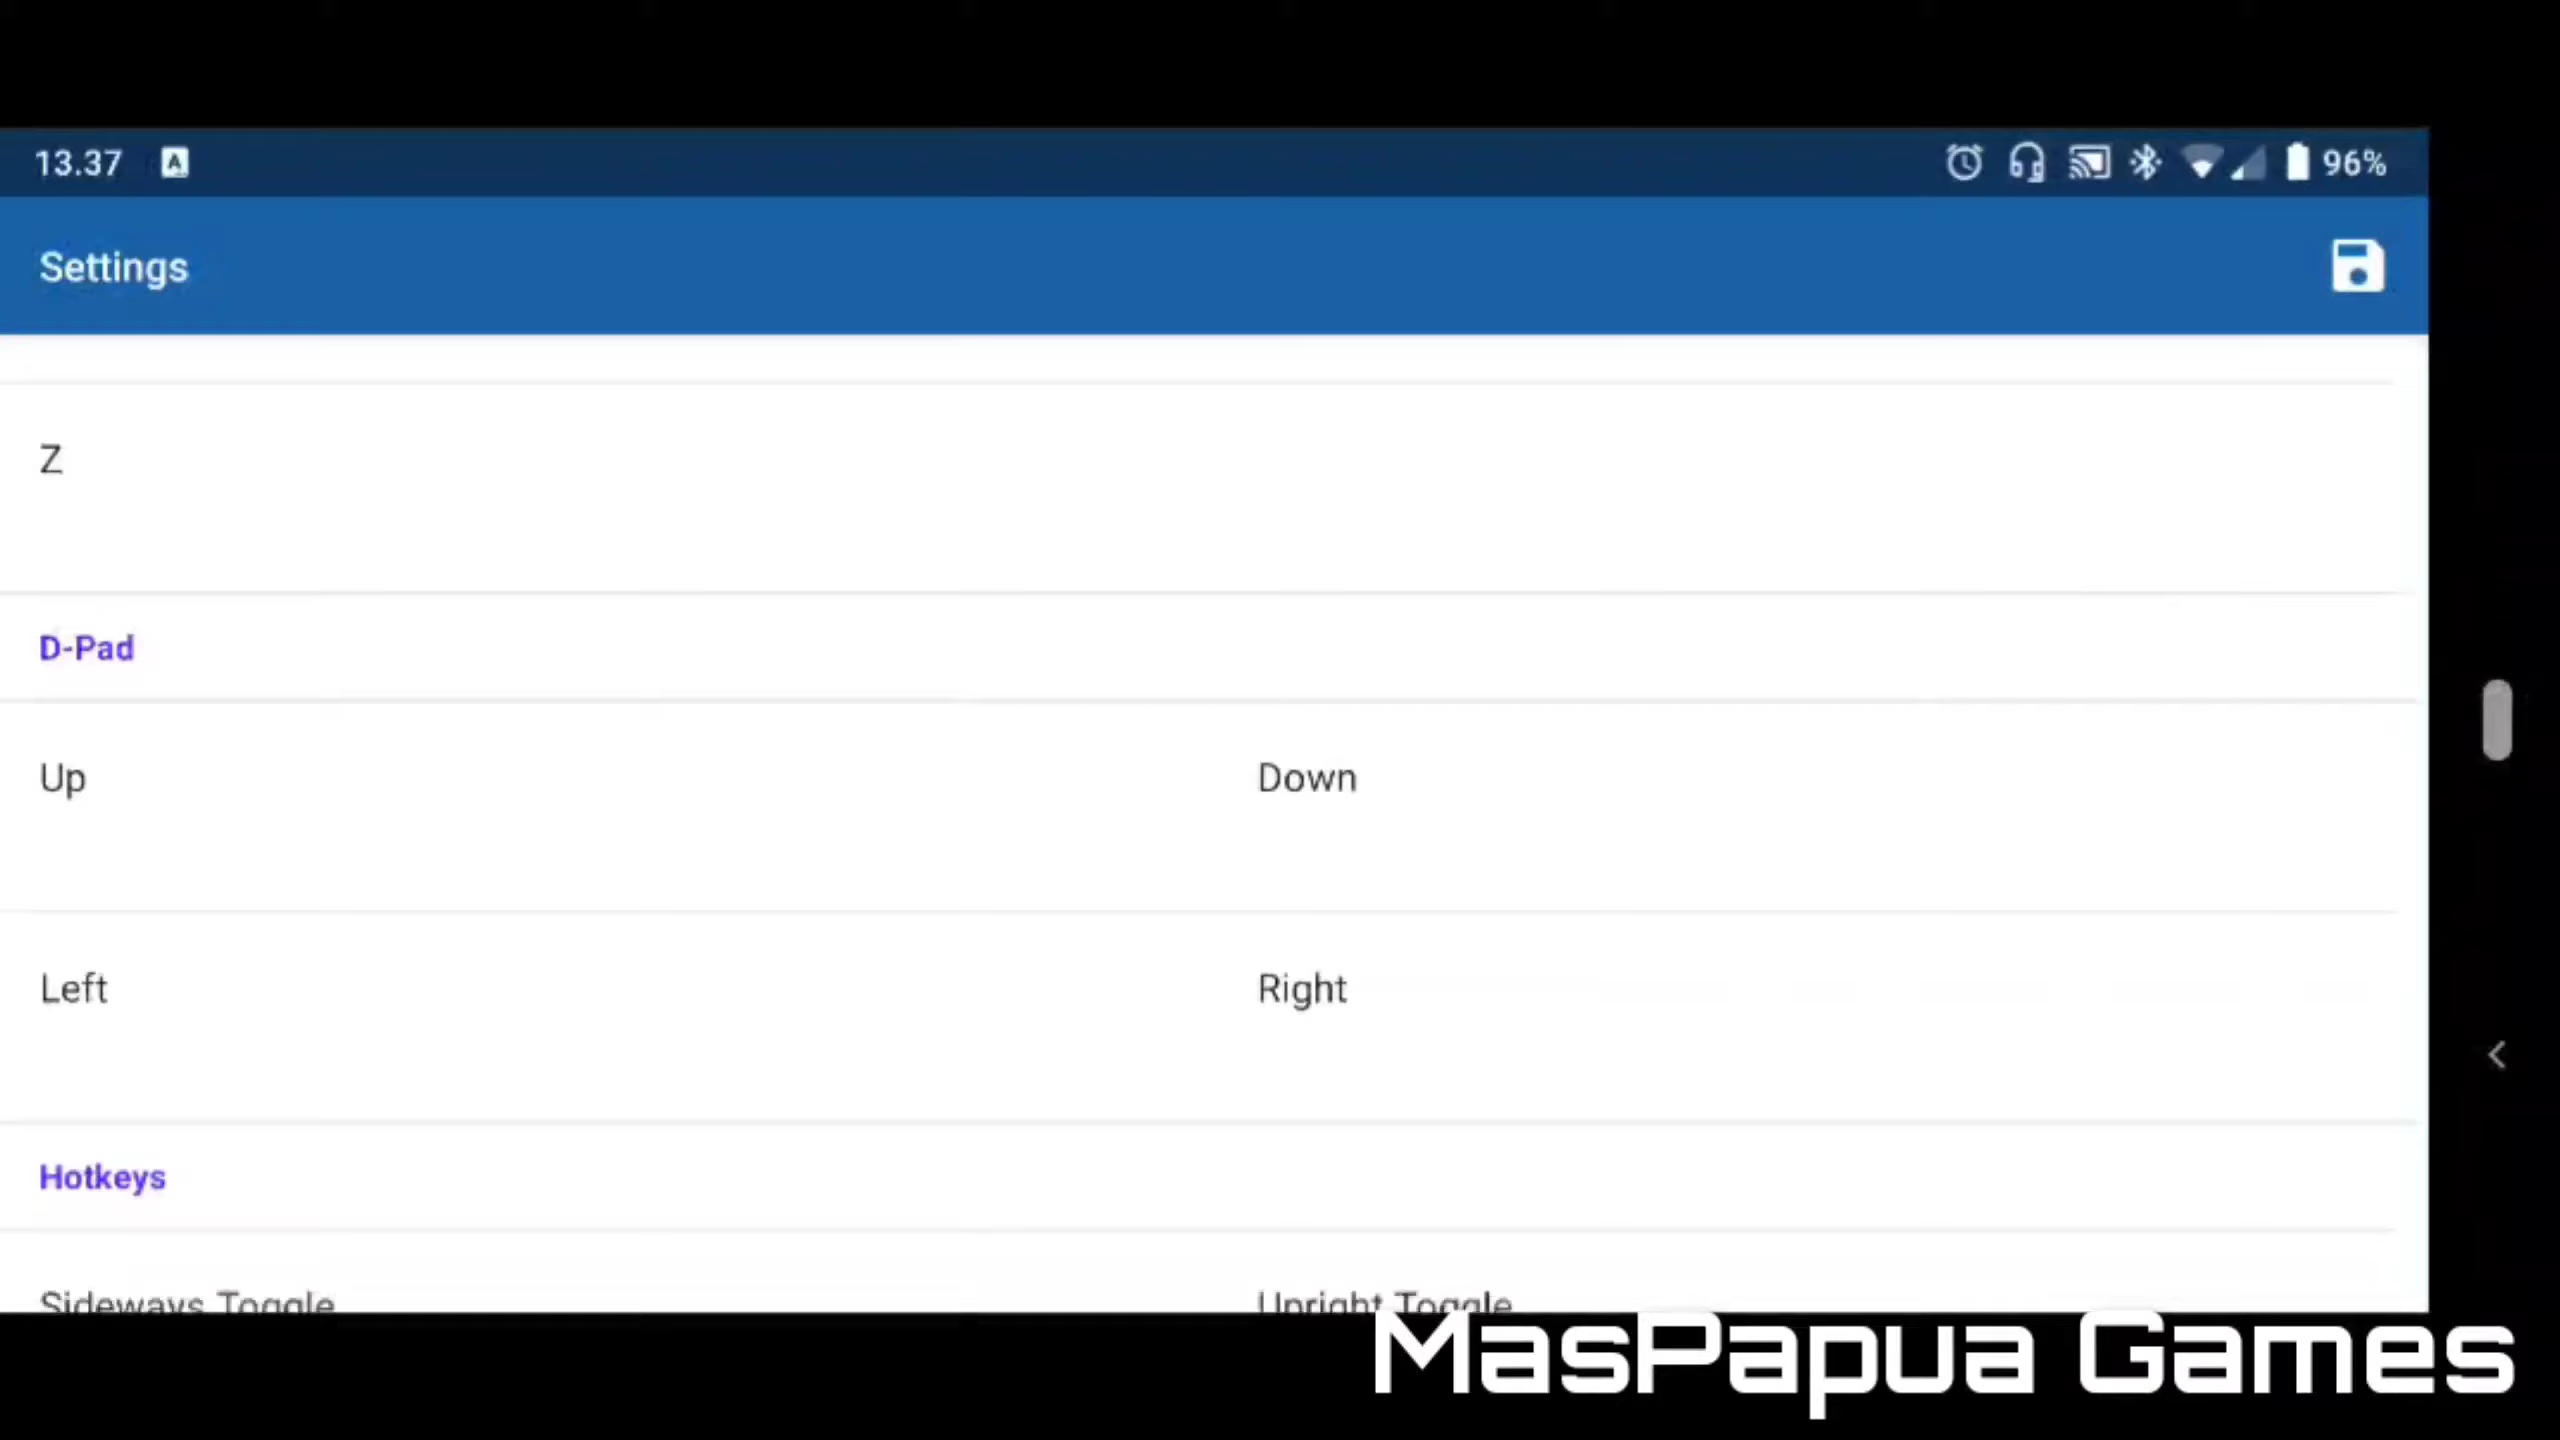 13.37 A 96%
Settings
Z
D-Pad
Up Down
Left Right
Hotkeys
Sideways Toggle Upright Toggle
MasPapua Games